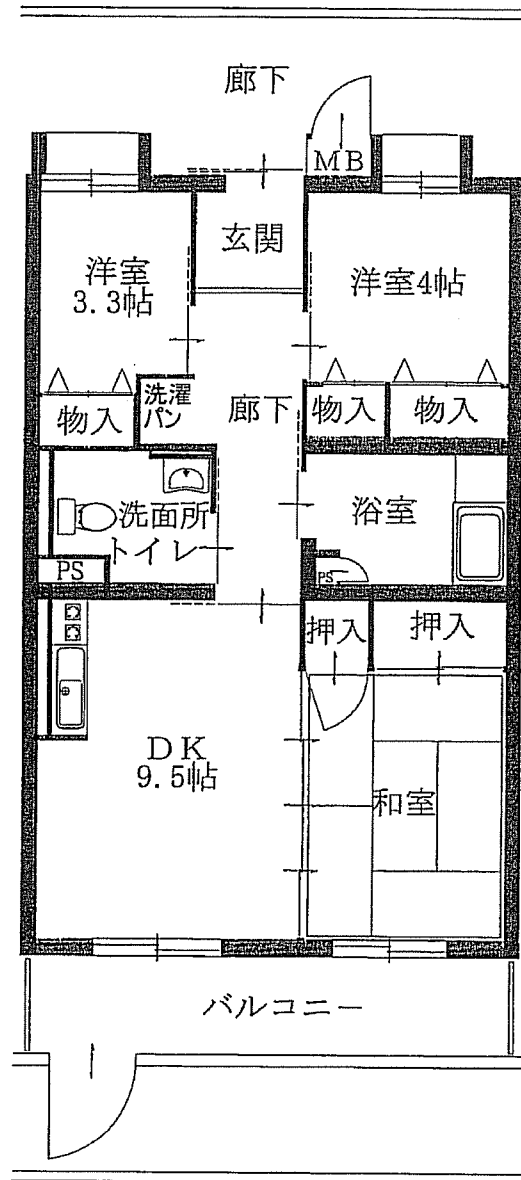 廊下
MB
玄関
洋室
3.3帖
洋室4帖
洗濯
パン
廊下
物入
物入
物入
洗面所
トイレ
浴室
PS
PS
押入
押入
DK
9.5帖
和室
バルコニー